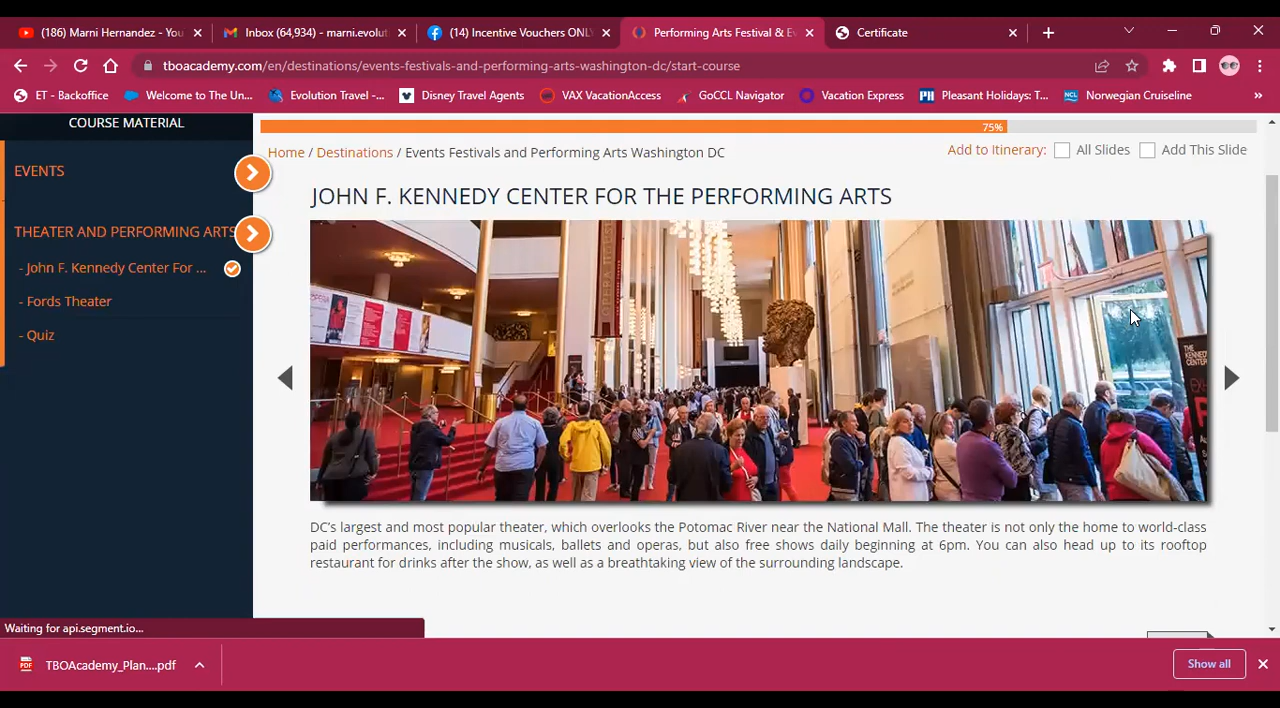 (186) Marni Hernandez - You
Inbox (64,934) - marni.evolut
(14) Incentive Vouchers ONL
Performing Arts Festival & Ev
Certificate
tboacademy.com/en/destinations/events-festivals-and-performing-arts-washington-dc/start-course
ET - Backoffice
Welcome to The Un...
Evolution Travel -...
Disney Travel Agents
VAX VacationAccess
GoCCL Navigator
Vacation Express
Pleasant Holidays: T...
Norwegian Cruiseline
»
COURSE MATERIAL
75%
Home / Destinations / Events Festivals and Performing Arts Washington DC
Add to Itinerary: All Slides Add This Slide
EVENTS
THEATER AND PERFORMING ARTS
- John F. Kennedy Center For ...
- Fords Theater
- Quiz
JOHN F. KENNEDY CENTER FOR THE PERFORMING ARTS
OPERA HOUSE
THE
KENNEDY
CENTER
DC's largest and most popular theater, which overlooks the Potomac River near the National Mall. The theater is not only the home to world-class
paid performances, including musicals, ballets and operas, but also free shows daily beginning at 6pm. You can also head up to its rooftop
restaurant for drinks after the show, as well as a breathtaking view of the surrounding landscape.
Waiting for api.segment.io...
TBOAcademy_Plan....pdf
Show all